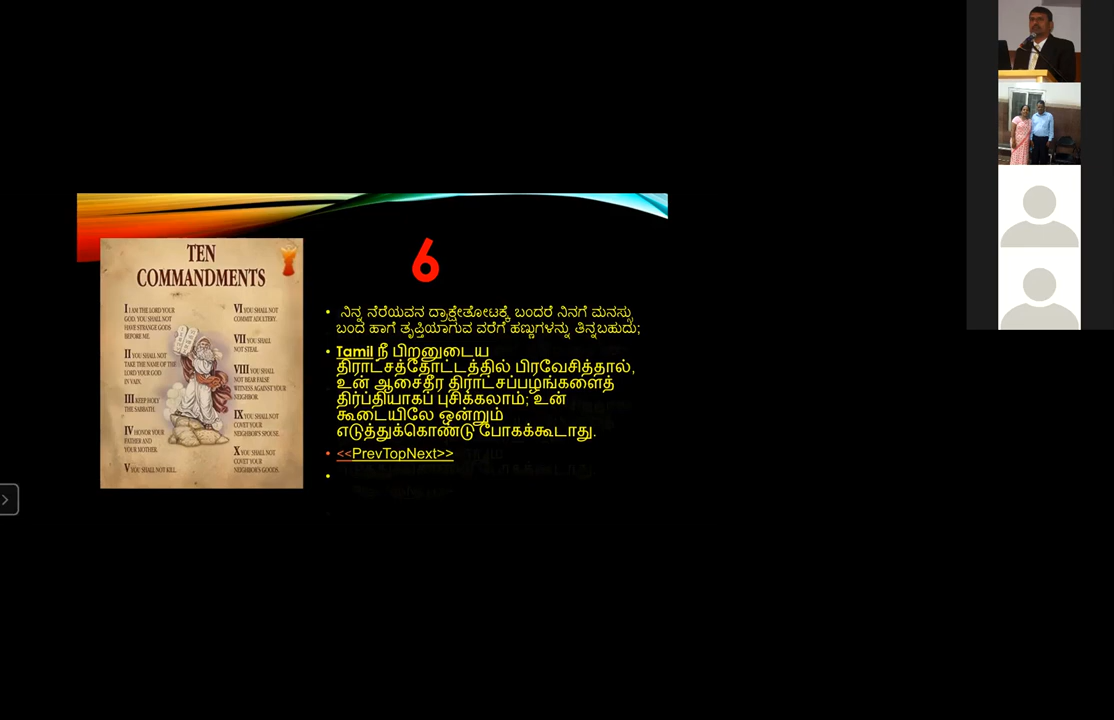 TEN
COMMANDMENTS
I I AM THE LORD YOUR
GOD. YOU SHALL NOT
HAVE STRANGE GODS
BEFORE ME.
II YOU SHALL NOT
TAKE THE NAME OF THE
LORD YOUR GOD
IN VAIN.
III KEEP HOLY
THE SABBATH.
IV HONOR YOUR
FATHER AND
YOUR MOTHER.
V YOU SHALL NOT KILL.
VI YOU SHALL NOT
COMMIT ADULTERY.
VII YOU SHALL
NOT STEAL.
VIII YOU SHALL
NOT BEAR FALSE
WITNESS AGAINST YOUR
NEIGHBOR.
IX YOU SHALL NOT
COVET YOUR
NEIGHBOR'S SPOUSE.
X YOU SHALL NOT
COVET YOUR
NEIGHBOR'S GOODS.
6
• ನಿನ್ನ ನೆರೆಯವನ ದ್ರಾಕ್ಷೇತೋಟಕ್ಕೆ ಬಂದರೆ ನಿನಗೆ ಮನಸ್ಸು
ಬಂದ ಹಾಗೆ ತೃಪ್ತಿಯಾಗುವ ವರೆಗೆ ಹಣ್ಣುಗಳನ್ನು ತಿನ್ನಬಹುದು;
• Tamil நீ பிறனுடைய
திராட்சத்தோட்டத்தில் பிரவேசித்தால்,
உன் ஆசைதீர திராட்சப்பழங்களைத்
திர்ப்தியாகப் புசிக்கலாம்; உன்
கூடையிலே ஒன்றும்
எடுத்துக்கொண்டு போகக்கூடாது.
• <<PrevTopNext>>